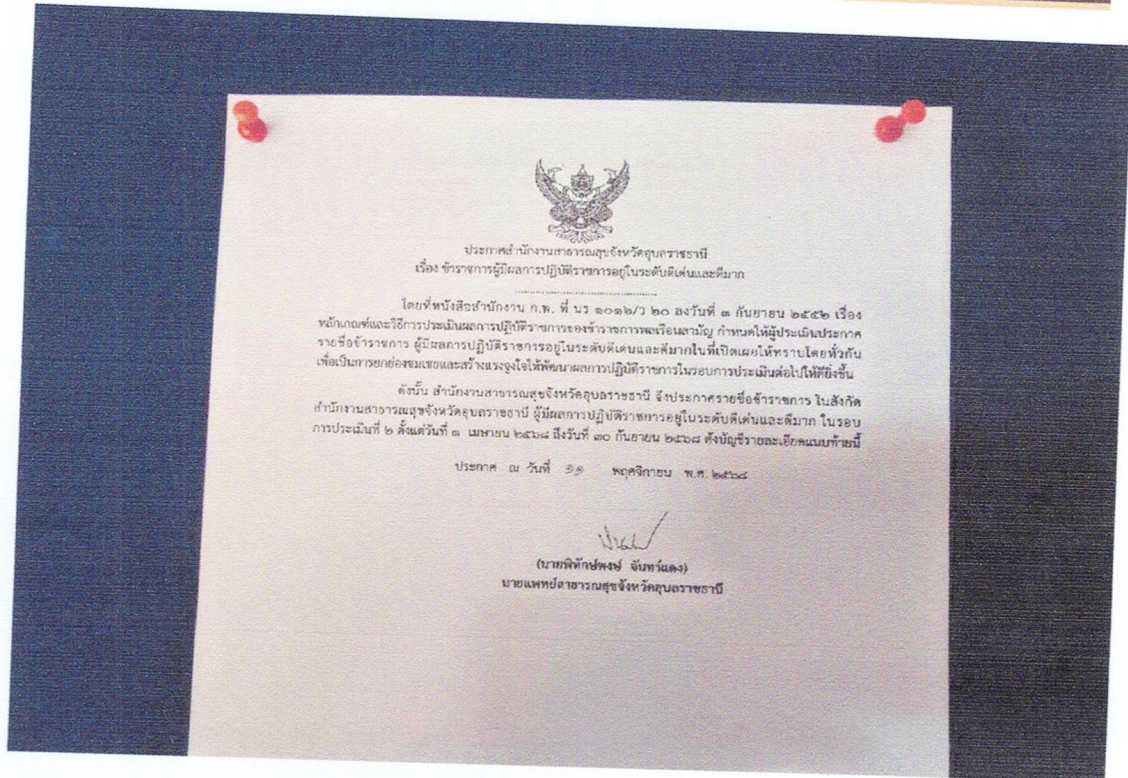 ประกาศสำนักงานสาธารณสุขจังหวัดอุบลราชธานี
เรื่อง ข้าราชการผู้มีผลการปฏิบัติราชการอยู่ในระดับดีเด่นและดีมาก
โดยที่หนังสือสำนักงาน ก.พ. ที่ นร ๑๐๑๒/ว ๒๐ ลงวันที่ ๓ กันยายน ๒๕๕๒ เรื่อง
หลักเกณฑ์และวิธีการประเมินผลการปฏิบัติราชการของข้าราชการพลเรือนสามัญ กำหนดให้ผู้ประเมินประกาศ
รายชื่อข้าราชการ ผู้มีผลการปฏิบัติราชการอยู่ในระดับดีเด่นและดีมากในที่เปิดเผยให้ทราบโดยทั่วกัน
เพื่อเป็นการยกย่องชมเชยและสร้างแรงจูงใจให้พัฒนาผลการปฏิบัติราชการในรอบการประเมินต่อไปให้ดียิ่งขึ้น
ดังนั้น สำนักงานสาธารณสุขจังหวัดอุบลราชธานี จึงประกาศรายชื่อข้าราชการ ในสังกัด
สำนักงานสาธารณสุขจังหวัดอุบลราชธานี ผู้มีผลการปฏิบัติราชการอยู่ในระดับดีเด่นและดีมาก ในรอบ
การประเมินที่ ๒ ตั้งแต่วันที่ ๑ เมษายน ๒๕๖๘ ถึงวันที่ ๓๐ กันยายน ๒๕๖๘ ดังบัญชีรายละเอียดแนบท้ายนี้
ประกาศ ณ วันที่ ๑๑ พฤศจิกายน พ.ศ. ๒๕๖๘
(นายพิทักษ์พงษ์ จันทร์แดง)
นายแพทย์สาธารณสุขจังหวัดอุบลราชธานี